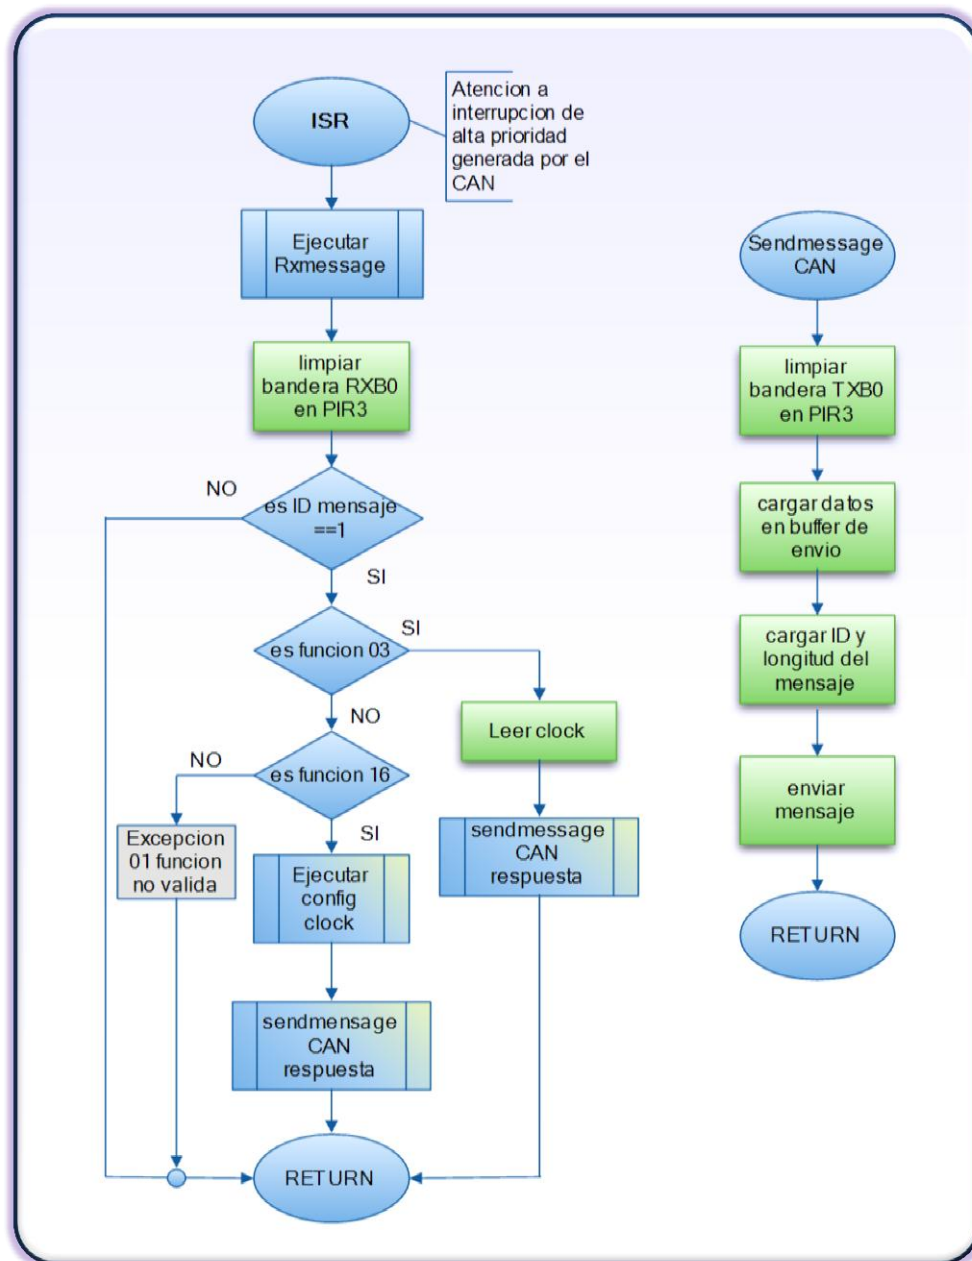 ISR
Atencion a
interrupcion de
alta prioridad
generada por el
CAN
Ejecutar
Rxmessage
limpiar
bandera RXB0
en PIR3
NO
es ID mensaje
==1
SI
es funcion 03
SI
NO
Leer clock
NO
es funcion 16
SI
Excepcion
01 funcion
no valida
Ejecutar
config
clock
sendmessage
CAN
respuesta
sendmensage
CAN
respuesta
RETURN
Sendmessage
CAN
limpiar
bandera TXB0
en PIR3
cargar datos
en buffer de
envio
cargar ID y
longitud del
mensaje
enviar
mensaje
RETURN